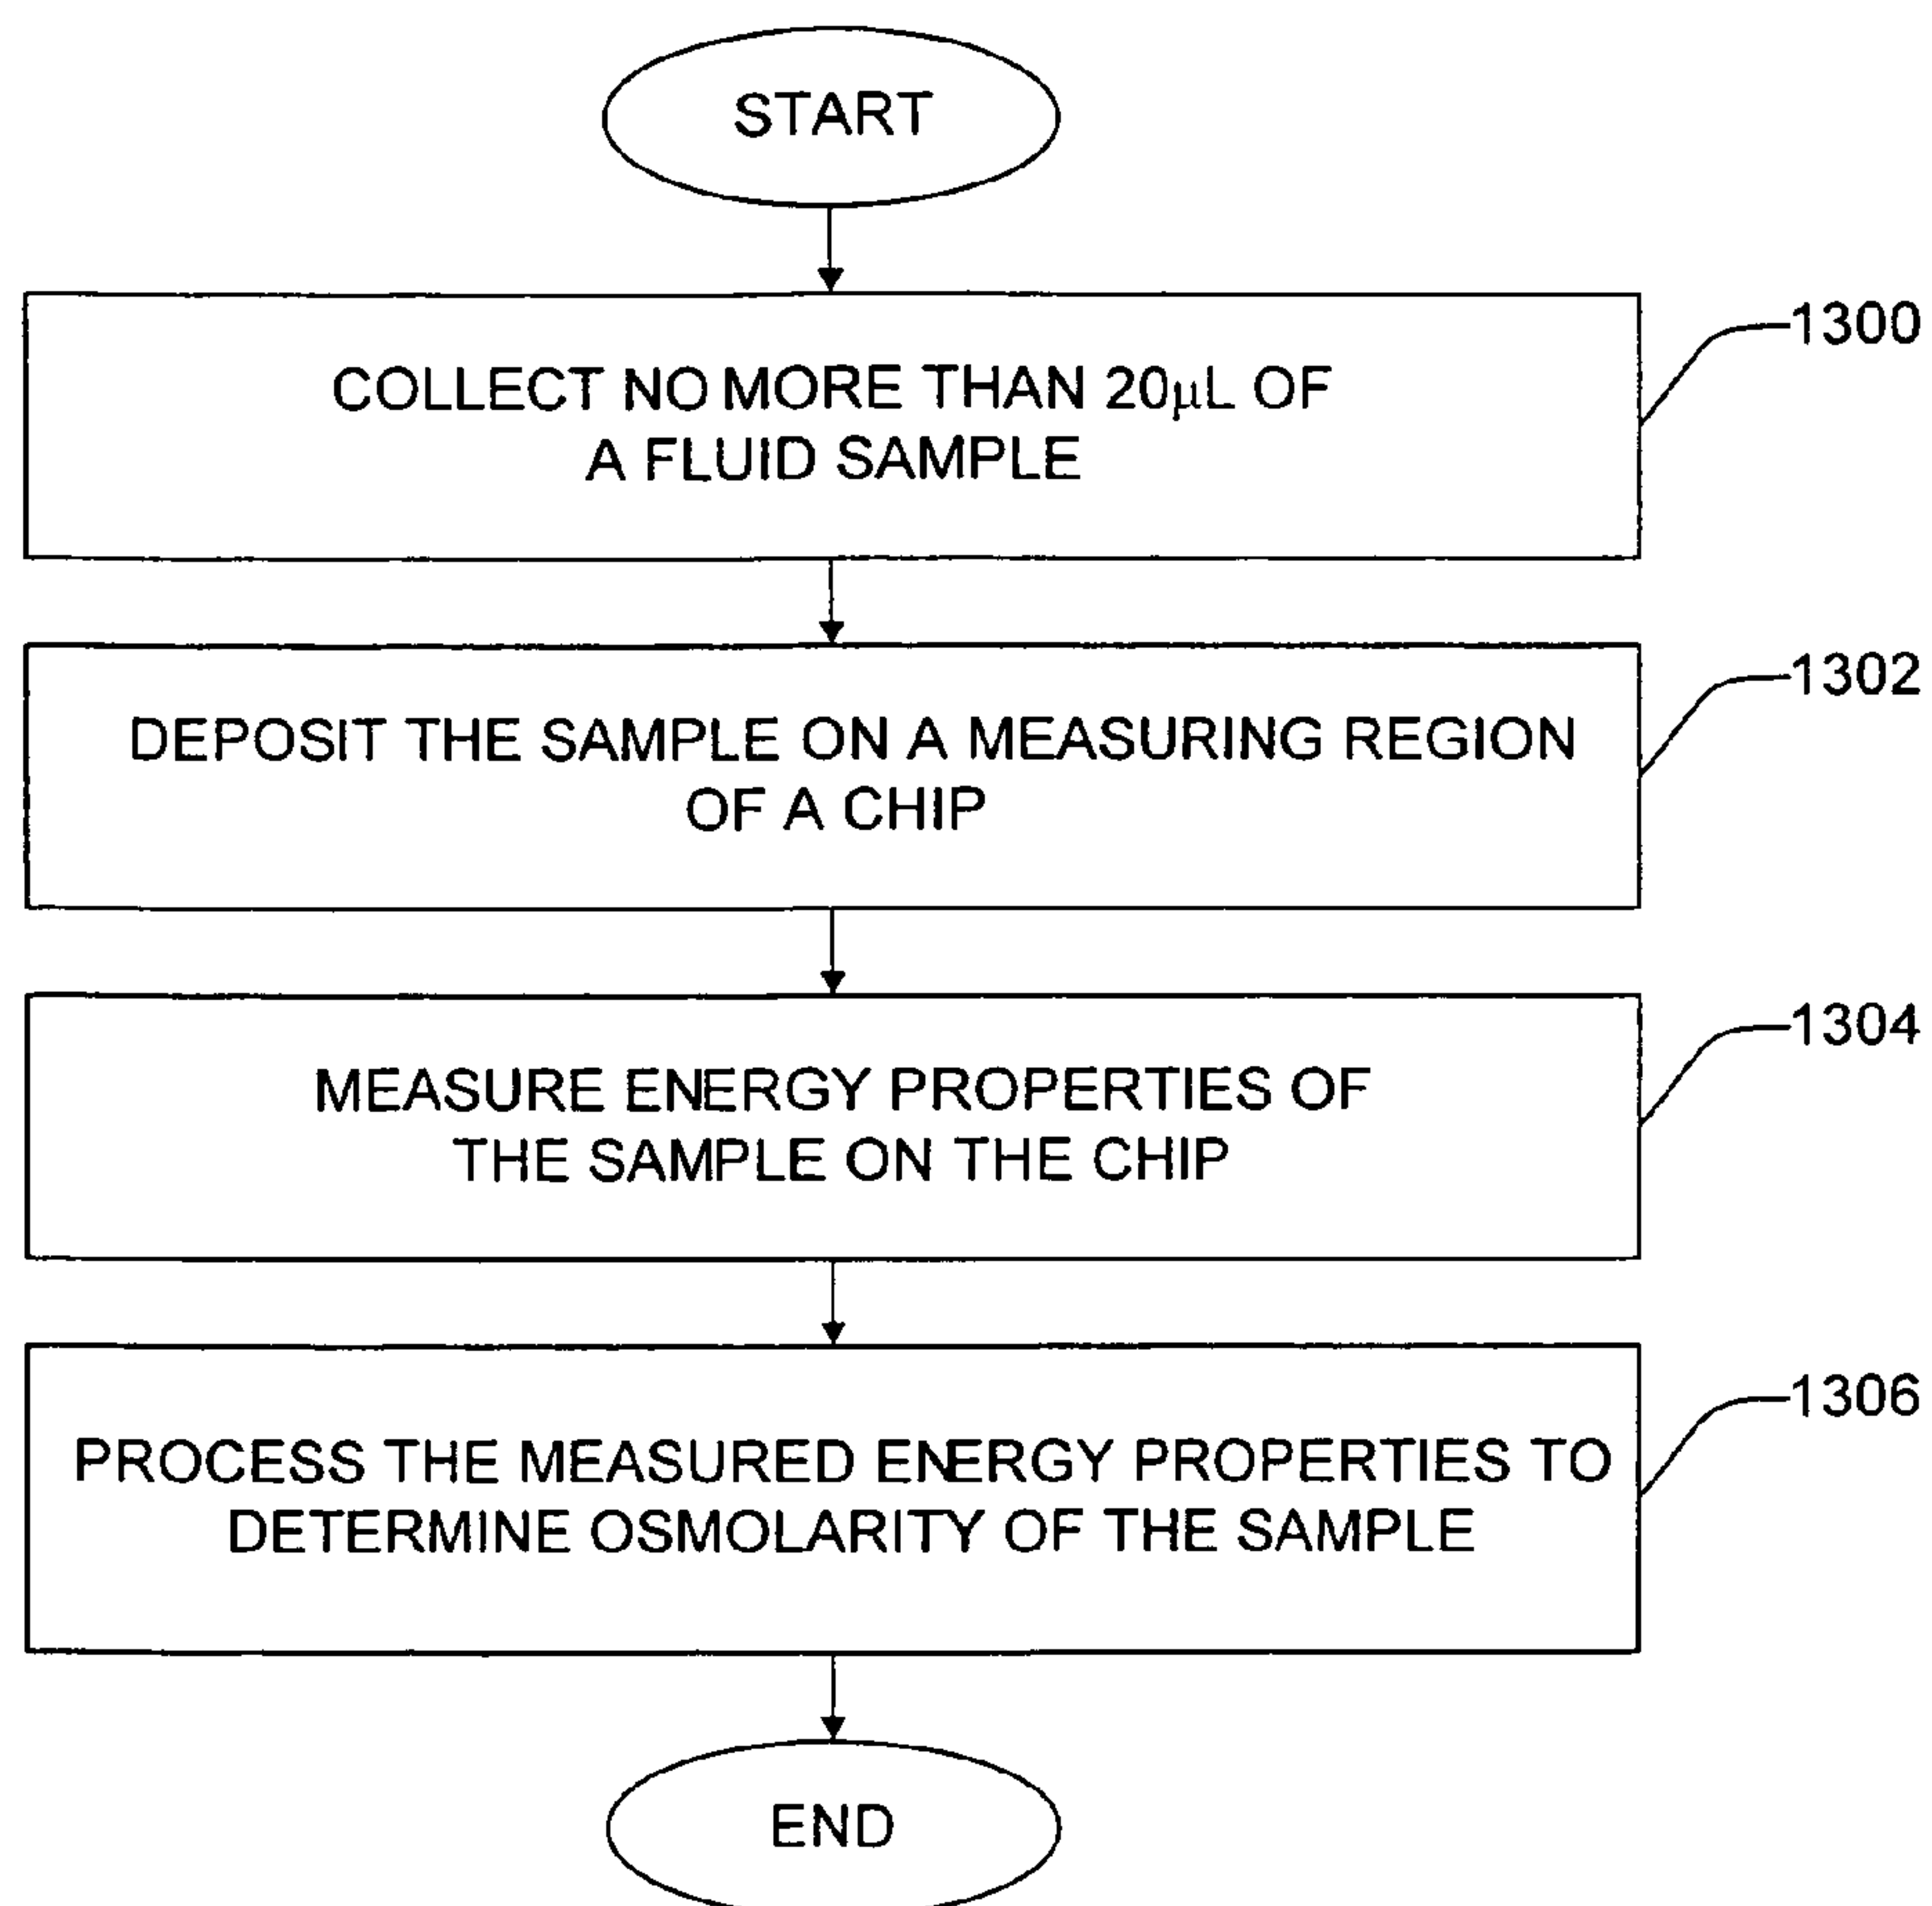 START
1300
COLLECT NO MORE THAN 20µL OF
A FLUID SAMPLE
1302
DEPOSIT THE SAMPLE ON A MEASURING REGION
OF A CHIP
1304
MEASURE ENERGY PROPERTIES OF
THE SAMPLE ON THE CHIP
1306
PROCESS THE MEASURED ENERGY PROPERTIES TO
DETERMINE OSMOLARITY OF THE SAMPLE
END